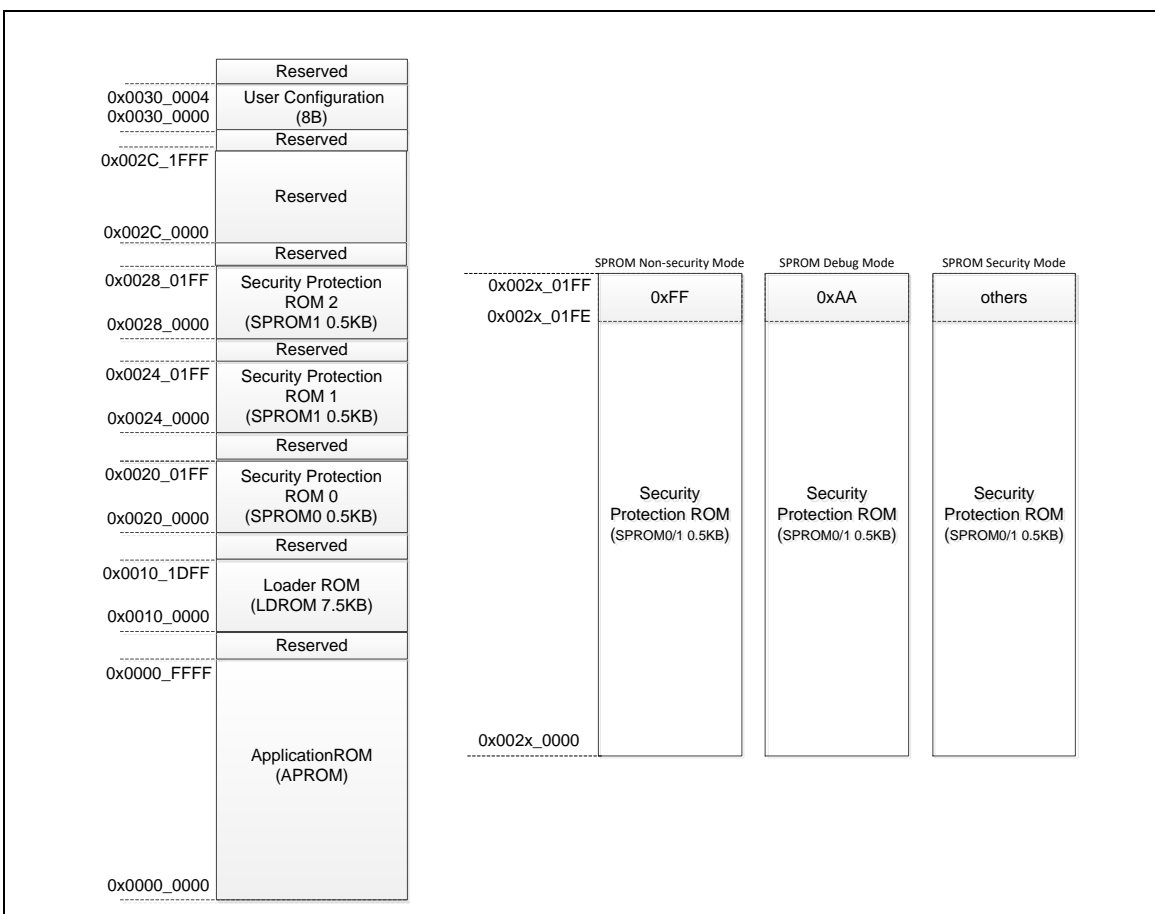 Reserved
0x0030_0004
0x0030_0000
User Configuration
(8B)
Reserved
0x002C_1FFF
Reserved
0x002C_0000
Reserved
0x0028_01FF
Security Protection
ROM 2
(SPROM1 0.5KB)
0x0028_0000
Reserved
0x0024_01FF
Security Protection
ROM 1
(SPROM1 0.5KB)
0x0024_0000
Reserved
0x0020_01FF
Security Protection
ROM 0
(SPROM0 0.5KB)
0x0020_0000
Reserved
0x0010_1DFF
Loader ROM
(LDROM 7.5KB)
0x0010_0000
Reserved
0x0000_FFFF
ApplicationROM
(APROM)
0x0000_0000
SPROM Non-security Mode
SPROM Debug Mode
SPROM Security Mode
0x002x_01FF
0xFF
0xAA
others
0x002x_01FE
Security
Protection ROM
(SPROM0/1 0.5KB)
Security
Protection ROM
(SPROM0/1 0.5KB)
Security
Protection ROM
(SPROM0/1 0.5KB)
0x002x_0000